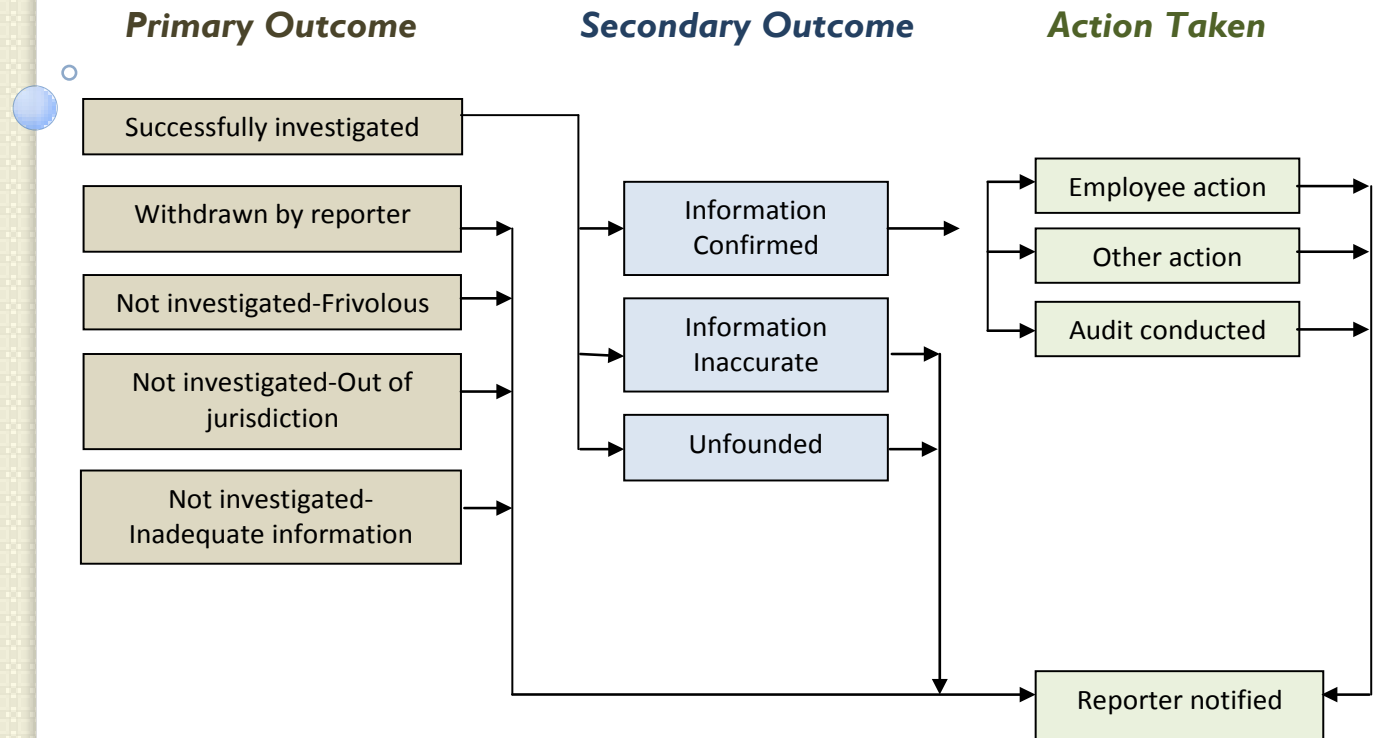 Primary Outcome
Secondary Outcome
Action Taken
Successfully investigated
Withdrawn by reporter
Not investigated-Frivolous
Not investigated-Out of
jurisdiction
Not investigated-
Inadequate information
Information
Confirmed
Information
Inaccurate
Unfounded
Employee action
Other action
Audit conducted
Reporter notified